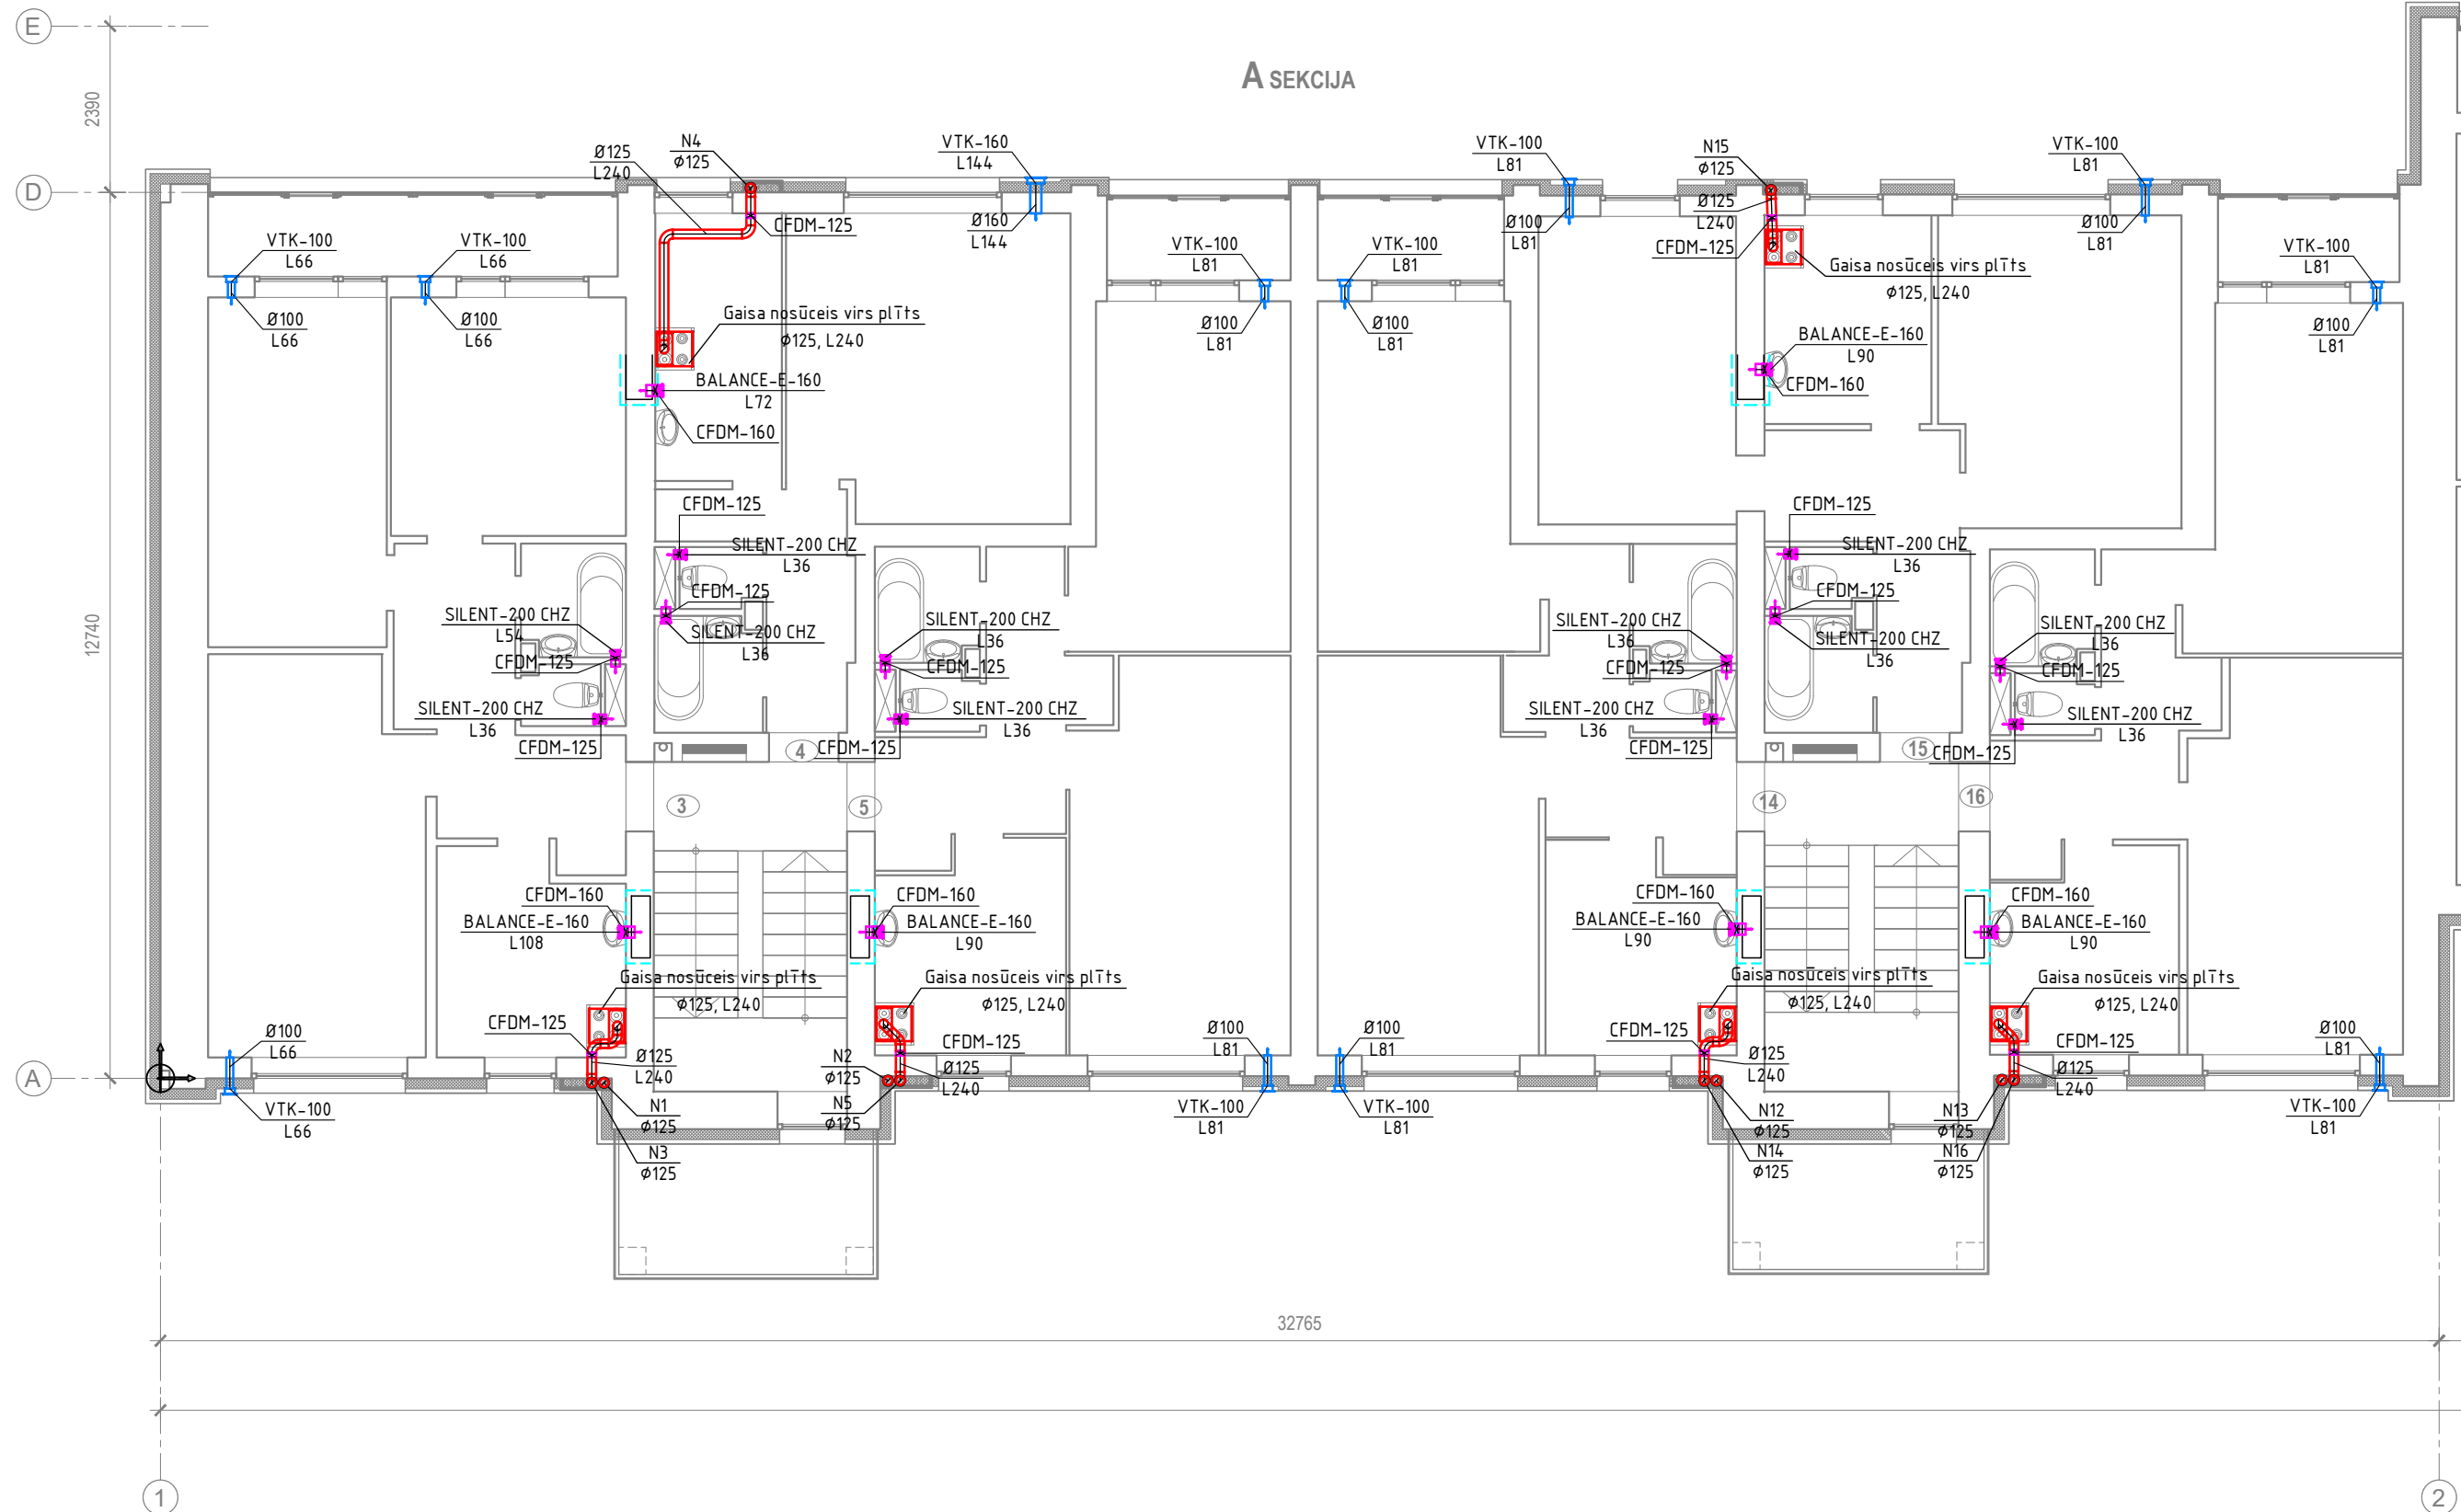 E
A SEKCIJA
2390
D
Ø125
L240
N4
ϕ125
VTK-160
L144
VTK-100
L81
N15
ϕ125
VTK-100
L81
VTK-100
L66
VTK-100
L66
CFDM-125
Ø160
L144
VTK-100
L81
VTK-100
L81
Ø100
L81
Ø125
L240
CFDM-125
Ø100
L81
VTK-100
L81
Gaisa nosūceis virs plīts
ϕ125, L240
Ø100
L66
Ø100
L66
Gaisa nosūceis virs plīts
ϕ125, L240
Ø100
L81
Ø100
L81
Ø100
L81
BALANCE-E-160
L72
CFDM-160
BALANCE-E-160
L90
CFDM-160
12740
CFDM-125
SILENT-200 CHZ
L36
CFDM-125
SILENT-200 CHZ
L36
CFDM-125
SILENT-200 CHZ
L36
CFDM-125
SILENT-200 CHZ
L36
SILENT-200 CHZ
L54
CFDM-125
SILENT-200 CHZ
L36
CFDM-125
SILENT-200 CHZ
L36
CFDM-125
SILENT-200 CHZ
L36
CFDM-125
SILENT-200 CHZ
L36
CFDM-125
SILENT-200 CHZ
L36
CFDM-125
SILENT-200 CHZ
L36
CFDM-125
SILENT-200 CHZ
L36
CFDM-125
SILENT-200 CHZ
L36
CFDM-125
4
15
3
5
14
16
CFDM-160
BALANCE-E-160
L108
CFDM-160
BALANCE-E-160
L90
CFDM-160
BALANCE-E-160
L90
CFDM-160
BALANCE-E-160
L90
Gaisa nosūceis virs plīts
ϕ125, L240
Gaisa nosūceis virs plīts
ϕ125, L240
Gaisa nosūceis virs plīts
ϕ125, L240
Gaisa nosūceis virs plīts
ϕ125, L240
A
Ø100
L66
CFDM-125
Ø125
L240
N2
ϕ125
CFDM-125
Ø125
L240
Ø100
L81
Ø100
L81
CFDM-125
Ø125
L240
CFDM-125
Ø125
L240
Ø100
L81
VTK-100
L66
N1
ϕ125
N5
ϕ125
VTK-100
L81
VTK-100
L81
N12
ϕ125
N13
ϕ125
VTK-100
L81
N3
ϕ125
N14
ϕ125
N16
ϕ125
32765
1
2